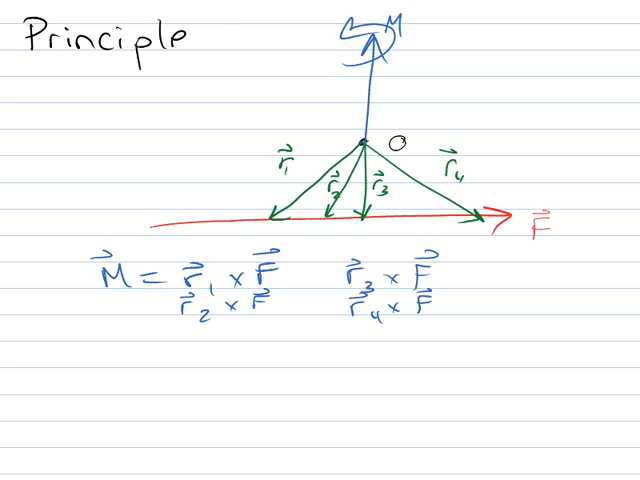 Principle
M
O
r⃗₁
r⃗₂
r⃗₃
r⃗₄
F⃗
M⃗ = r⃗₁ × F⃗ r⃗₃ × F⃗
r⃗₂ × F⃗ r⃗₄ × F⃗